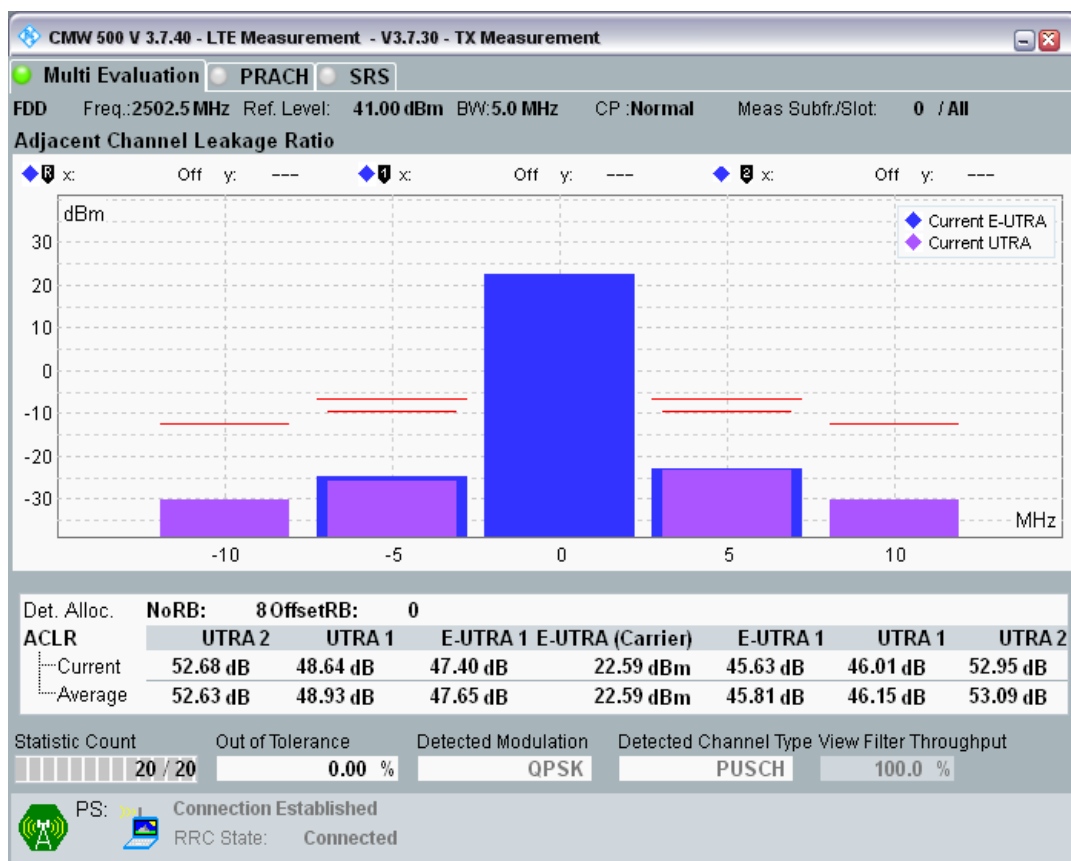 CMW 500 V 3.7.40 - LTE Measurement - V3.7.30 - TX Measurement
Multi Evaluation PRACH SRS
FDD Freq.:2502.5 MHz Ref. Level: 41.00 dBm BW:5.0 MHz CP :Normal Meas Subfr./Slot: 0 / All
Adjacent Channel Leakage Ratio
R x: Off y: --- 1 x: Off y: --- 2 x: Off y: ---
dBm
Current E-UTRA
Current UTRA
30
20
10
0
-10
-20
-30
MHz
-10 -5 0 5 10
Det. Alloc. NoRB: 8 OffsetRB: 0
ACLR UTRA 2 UTRA 1 E-UTRA 1 E-UTRA (Carrier) E-UTRA 1 UTRA 1 UTRA 2
Current 52.68 dB 48.64 dB 47.40 dB 22.59 dBm 45.63 dB 46.01 dB 52.95 dB
Average 52.63 dB 48.93 dB 47.65 dB 22.59 dBm 45.81 dB 46.15 dB 53.09 dB
Statistic Count Out of Tolerance Detected Modulation Detected Channel Type View Filter Throughput
20 / 20 0.00 % QPSK PUSCH 100.0 %
PS: Connection Established
RRC State: Connected